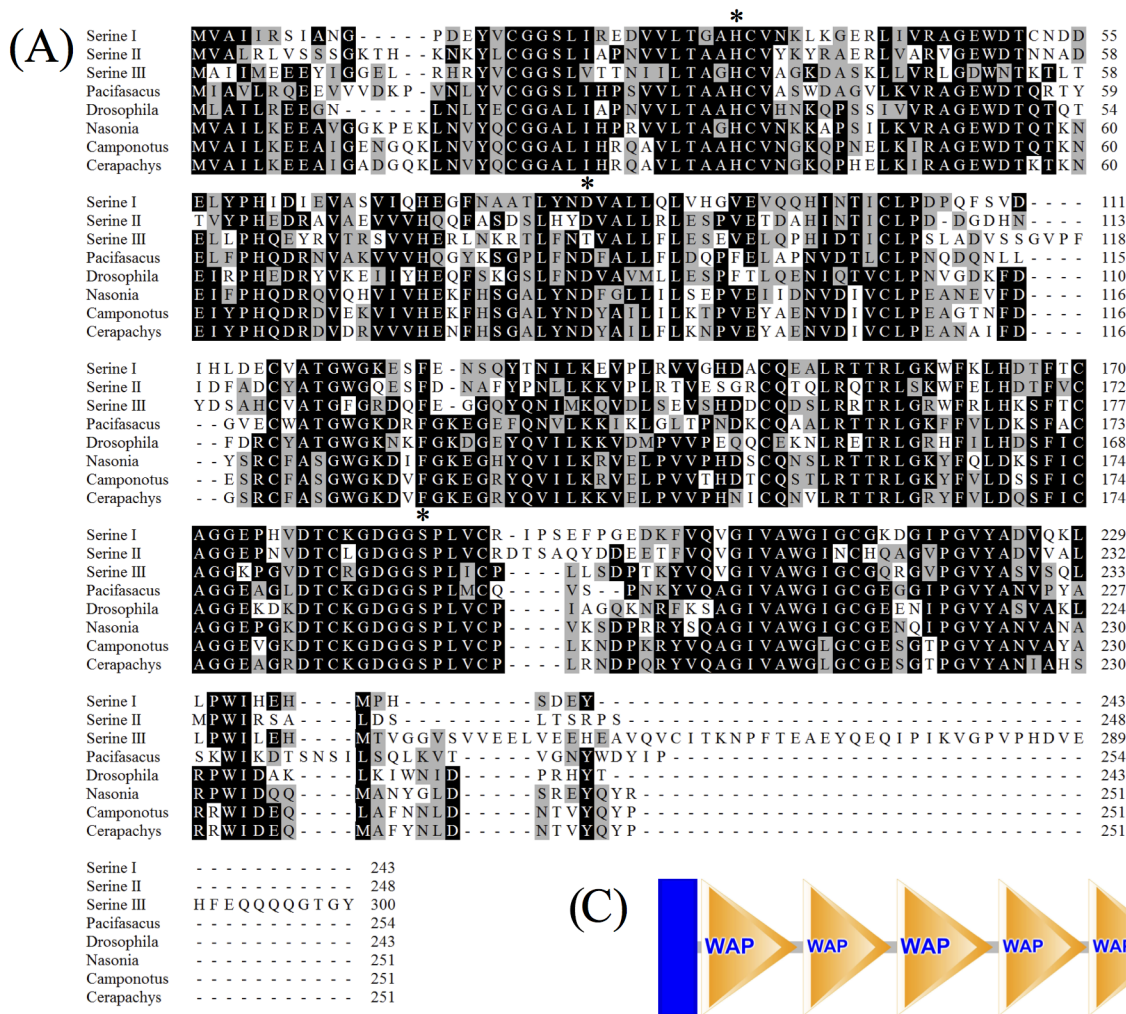 (A)
*
Serine I MVAIIRSIANG-----PDEYVCGGSLIREDVVLTGAHCVNKLKGERLIVRAGEWDTCNDD 55
Serine II MVALRLVSSSGKTH--KNKYLCGGSLIAPNVVLTAAHCVYKYRAERLVARVGEWDTNNAD 58
Serine III MAIIMEEEYIGGEL--RHRYVCGGSLVTTNIILTAAHCVAGKDASKLLVRLGDWNTKTLT 58
Pacifasacus MIAVLRQEEVVVDKP-VNLYVCGGSLIHPSVVLTAAHCVASWDAGVLKVRAGEWDTQRTY 59
Drosophila MLAILREEGN------LNLYECGGALIAPNVVLTAAHCVHNKQPSSIVVRAGEWDTQTQT 54
Nasonia MVAILKEEAVGGKPEKLNVYQCGGALIHPRVVLTAGHCVNKKAPSILKVRAGEWDTQTKN 60
Camponotus MVAILKEEAIGENGQKLNVYQCGGALIHRQAVLTAAHCVNGKQPNELKIRAGEWDTQTKN 60
Cerapachys MVAILKEEAIGADGQKLNVYQCGGALIHRQAVLTAAHCVNGKQPHELKIRAGEWDTKTKN 60
*
Serine I ELYPHIDIEVASVIQHEGFNAATLYNDVALLQLVHGVEVQQHINTICLPDPQFSVD---- 111
Serine II TVYPHEDRAVAEVVVHQQFASDSLHYDVALLRLESPVETDAHINTICLPD-DGDHN---- 113
Serine III ELLPHQEYRVTRSVVHERLNKRTLFNTVALLFLESEVELQPHIDTICLPSLADVSSGVPF 118
Pacifasacus ELFPHQDRNVAKVVVHQGYKSGPLFNDFALLFLDQPFELAPNVDTLCLPNQDQNLL---- 115
Drosophila EIRPHEDRYVKEIIYHEQFSKGSLFNDVAVMLLESPFTLQENIQTVCLPNVGDKFD---- 110
Nasonia EIFPHQDRQVQHVIVHEKFHSGALYNDFGLLILSEPVEIIDNVDIVCLPEANEVFD---- 116
Camponotus EIYPHQDRDVEKVIVHEKFHSGALYNDYAILILKTPVEYAENVDIVCLPEAGTNFD---- 116
Cerapachys EIYPHQDRDVDRVVVHENFHSGALYNDYAILFLKNPVEYAENVDIVCLPEANAIFD---- 116
Serine I IHLDECVATGWGKESFE-NSQYTNILKEVPLRVVGHDACQEALRTTRLGKWFKLHDTFTC 170
Serine II IDFADCYATGWGQESFD-NAFYPNLLKKVPLRTVESGRCQTQLRQTRLSKWFELHDTFVC 172
Serine III YDSAHCVATGFGRDQFE-GGQYQNIMKQVDLSEVSHDDCQDSLRRTRLGRWFRLHKSFTC 177
Pacifasacus --GVECWATGWGKDRFGKEGEFQNVLKKIKLGLTPNDKCQAALRKTRLGKFFVLDKSFAC 173
Drosophila --FDRCYATGWGKNKFGKDGEYQVILKKVDMPVVPEQQCEKNLRETRLGRHFILHDSFIC 168
Nasonia --YSRCFASGWGKDIFGKEGHYQVILKRVELPVVPHDSCQNSLRTTRLGKYFQLDKSFIC 174
Camponotus --ESRCFASGWGKDVFGKEGRYQVILKKVELPVVTHDTCQSTLRTTRLGKYFVLDKSFIC 174
Cerapachys --GSRCFASGWGKDVFGKEGRYQVILKKVELPVVPHNICQNVLRTTRLGRYFVLDQSFIC 174
*
Serine I AGGEPHVDTCKGDGGSPLVCR-IPSEFPGEDKFVQVGIVAWGIGCGKDGIPGVYADVQKL 229
Serine II AGGEPNVDTCLGDGGSPLVCRDTSAQYDDEETFVQVGIVAWGINCHQAGVPGVYADVVAL 232
Serine III AGGKPGVDTCRGDGGSPLICP----LLSDPTKYVQVGIVAWGIGCGQRGVPGVYASVSQL 233
Pacifasacus AGGEAGLDTCKGDGGSPLMCQ----VS--PNKYVQAGIVAWGIGCGEGGIPGVYANVPYA 227
Drosophila AGGEKDKDTCKGDGGSPLVCP----IAGQKNRFKSAGIVAWGIGCGEENIPGVYASVAKL 224
Nasonia AGGEPGKDTCKGDGGSPLVCP----VKSDPRRYSQAGIVAWGIGCGENQIPGVYANVANA 230
Camponotus AGGEVGKDTCKGDGGSPLVCP----LKNDPKRYVQAGIVAWGLGCGESGTPGVYANVAYA 230
Cerapachys AGGEAGRDTCKGDGGSPLVCP----LRNDPQRYVQAGIVAWGLGCGESGTPGVYANIAHS 230
Serine I LPWIHEH----MPH-------SDEY----------------------------------- 243
Serine II MPWIRSA----LDS-------LTSRPS--------------------------------- 248
Serine III LPWILEH----MTVGGVSVVEELVEEHEAVQVCITKNPFTEAEYQEQIPIKVGPVPHDVE 289
Pacifasacus SKWIKDTSNSILSQLKVT---VGNYWDYIP------------------------------ 254
Drosophila RPWIDAK----LKIWNID---PRHYT---------------------------------- 243
Nasonia RPWIDQQ----MANYGLD---SREYQYR-------------------------------- 251
Camponotus RRWIDEQ----LAFNNLD---NTVYQYP-------------------------------- 251
Cerapachys RRWIDEQ----MAFYNLD---NTVYQYP-------------------------------- 251
Serine I ----------- 243
Serine II ----------- 248
Serine III HFEQQQQGTGY 300
Pacifasacus ----------- 254
Drosophila ----------- 243
Nasonia ----------- 251
Camponotus ----------- 251
Cerapachys ----------- 251
(C)
WAP WAP WAP WAP WAP